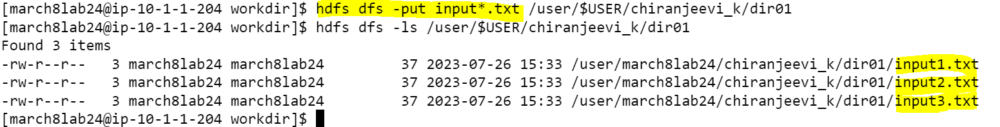 [march8lab24@ip-10-1-1-204 workdir]$ hdfs dfs -put input*.txt /user/$USER/chiranjeevi_k/dir01
[march8lab24@ip-10-1-1-204 workdir]$ hdfs dfs -ls /user/$USER/chiranjeevi_k/dir01
Found 3 items
-rw-r--r--   3 march8lab24 march8lab24         37 2023-07-26 15:33 /user/march8lab24/chiranjeevi_k/dir01/input1.txt
-rw-r--r--   3 march8lab24 march8lab24         37 2023-07-26 15:33 /user/march8lab24/chiranjeevi_k/dir01/input2.txt
-rw-r--r--   3 march8lab24 march8lab24         37 2023-07-26 15:33 /user/march8lab24/chiranjeevi_k/dir01/input3.txt
[march8lab24@ip-10-1-1-204 workdir]$